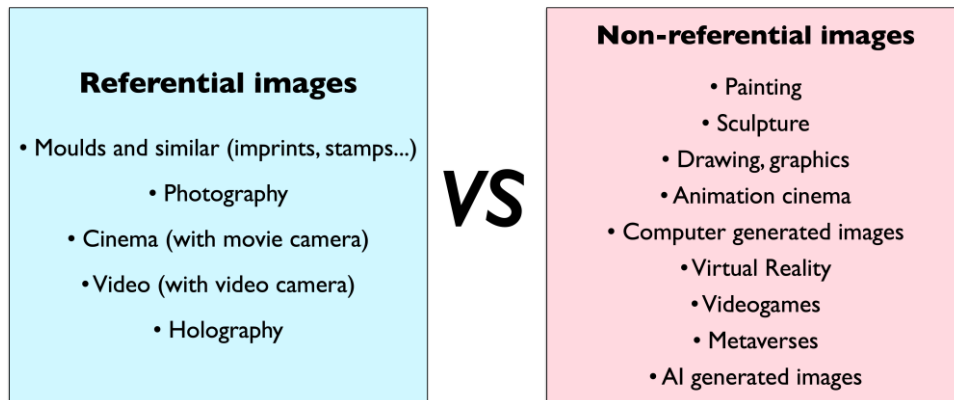 Referential images
• Moulds and similar (imprints, stamps...)
• Photography
• Cinema (with movie camera)
• Video (with video camera)
• Holography
VS
Non-referential images
• Painting
• Sculpture
• Drawing, graphics
• Animation cinema
• Computer generated images
• Virtual Reality
• Videogames
• Metaverses
• AI generated images